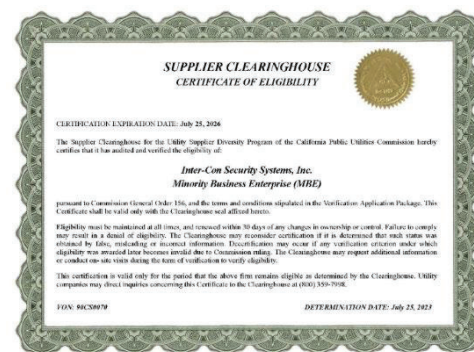 SUPPLIER CLEARINGHOUSE
CERTIFICATE OF ELIGIBILITY
CERTIFICATION EXPIRATION DATE: July 25, 2026
The Supplier Clearinghouse for the Utility Supplier Diversity Program of the California Public Utilities Commission hereby
certifies that it has audited and verified the eligibility of:
Inter-Con Security Systems, Inc.
Minority Business Enterprise (MBE)
pursuant to Commission General Order 156, and the terms and conditions stipulated in the Verification Application Package. This
Certificate shall be valid only with the Clearinghouse seal affixed hereto.
Eligibility must be maintained at all times, and renewed within 30 days of any changes in ownership or control. Failure to comply
may result in a denial of eligibility. The Clearinghouse may reconsider certification if it is determined that such status was
obtained by false, misleading or incorrect information. Decertification may occur if any verification criterion under which
eligibility was awarded later becomes invalid due to Commission ruling. The Clearinghouse may request additional information
or conduct on-site visits during the term of verification to verify eligibility.
This certification is valid only for the period that the above firm remains eligible as determined by the Clearinghouse. Utility
companies may direct inquiries concerning this Certificate to the Clearinghouse at (800) 359-7998.
VON: 90CS0070
DETERMINATION DATE: July 25, 2023